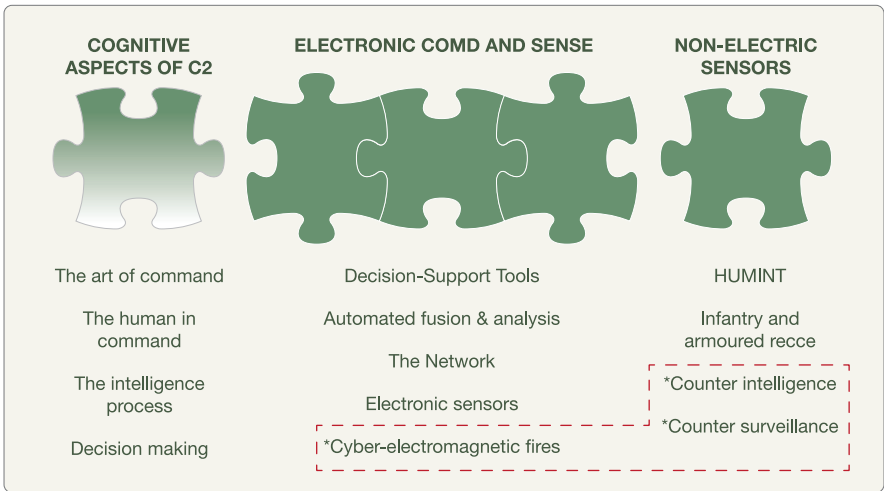 COGNITIVE
ASPECTS OF C2
ELECTRONIC COMD AND SENSE
NON-ELECTRIC
SENSORS
The art of command
The human in
command
The intelligence
process
Decision making
Decision-Support Tools
Automated fusion & analysis
The Network
Electronic sensors
*Cyber-electromagnetic fires
HUMINT
Infantry and
armoured recce
*Counter intelligence
*Counter surveillance